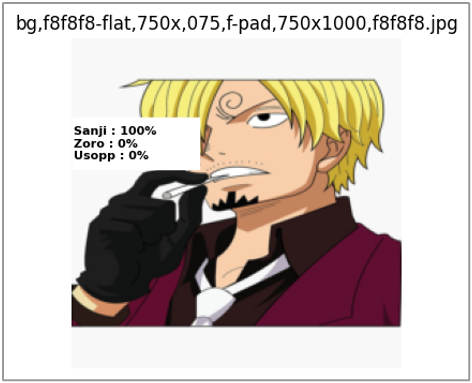 bg,f8f8f8-flat,750x,075,f-pad,750x1000,f8f8f8.jpg
Sanji : 100%
Zoro : 0%
Usopp : 0%